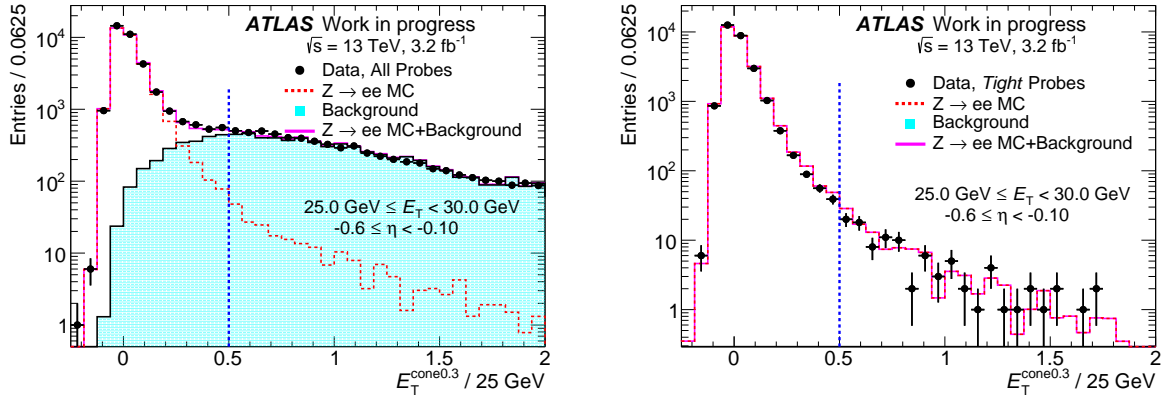 ATLAS Work in progress
√s = 13 TeV, 3.2 fb⁻¹
Data, All Probes
Z → ee MC
Background
Z → ee MC+Background
25.0 GeV ≤ E_T < 30.0 GeV
-0.6 ≤ η < -0.10
Entries / 0.0625
10⁴
10³
10²
10
1
0 0.5 1 1.5 2
E_T^cone0.3 / 25 GeV
ATLAS Work in progress
√s = 13 TeV, 3.2 fb⁻¹
Data, Tight Probes
Z → ee MC
Background
Z → ee MC+Background
25.0 GeV ≤ E_T < 30.0 GeV
-0.6 ≤ η < -0.10
Entries / 0.0625
10⁴
10³
10²
10
1
0 0.5 1 1.5 2
E_T^cone0.3 / 25 GeV